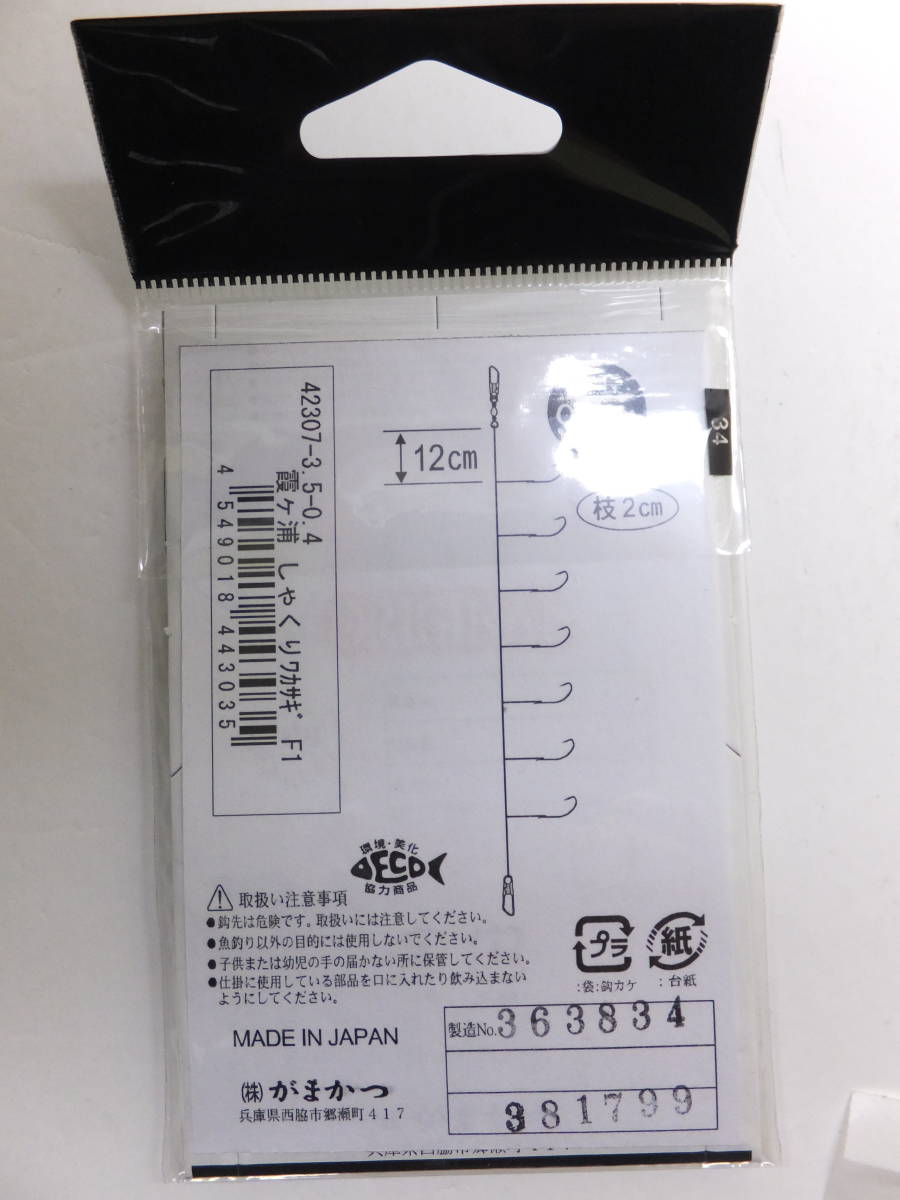 42307-3.5-0.4
霞ヶ浦 しゃくりﾜｶｻｷﾞ F1
4 549018 443035
12cm
34
枝2cm
環境・美化
ECO
協力商品
取扱い注意事項
●鈎先は危険です。取扱いには注意してください。
●魚釣り以外の目的には使用しないでください。
●子供または幼児の手の届かない所に保管してください。
●仕掛に使用している部品を口に入れたり飲み込まない
ようにしてください。
プラ
紙
:袋:鈎カケ
:台紙
MADE IN JAPAN
製造No.363834
381799
㈱がまかつ
兵庫県西脇市郷瀬町417